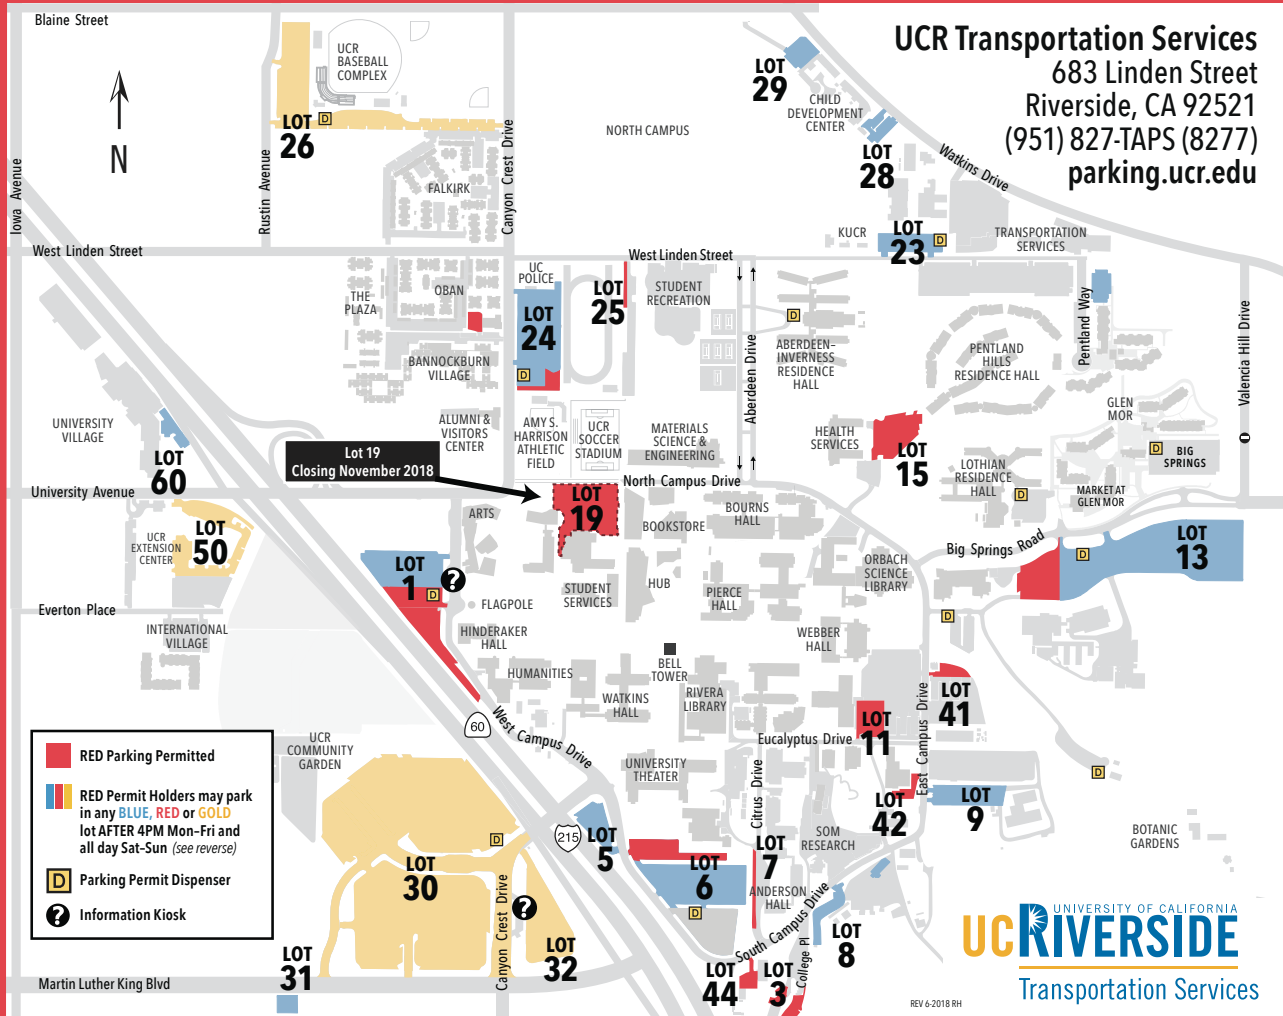 Blaine Street
UCR
BASEBALL
COMPLEX
LOT
26
D
N
Iowa Avenue
Rustin Avenue
Canyon Crest Drive
FALKIRK
NORTH CAMPUS
LOT
29
CHILD
DEVELOPMENT
CENTER
LOT
28
Watkins Drive
UCR Transportation Services
683 Linden Street
Riverside, CA 92521
(951) 827-TAPS (8277)
parking.ucr.edu
KUCR
LOT
23
D
TRANSPORTATION
SERVICES
West Linden Street
West Linden Street
THE
PLAZA
OBAN
UC
POLICE
LOT
24
D
LOT
25
STUDENT
RECREATION
D
ABERDEEN–
INVERNESS
RESIDENCE
HALL
Aberdeen Drive
PENTLAND
HILLS
RESIDENCE HALL
Pentland Way
Valencia Hill Drive
BANNOCKBURN
VILLAGE
UNIVERSITY
VILLAGE
LOT
60
ALUMNI &
VISITORS
CENTER
AMY S.
HARRISON
ATHLETIC
FIELD
UCR
SOCCER
STADIUM
MATERIALS
SCIENCE &
ENGINEERING
HEALTH
SERVICES
LOT
15
GLEN
MOR
D
BIG
SPRINGS
LOTHIAN
RESIDENCE
HALL
D
MARKET AT
GLEN MOR
Lot 19
Closing November 2018
University Avenue
North Campus Drive
LOT
19
ARTS
BOOKSTORE
BOURNS
HALL
UCR
EXTENSION
CENTER
LOT
50
Big Springs Road
D
LOT
13
LOT
1
D
?
ORBACH
SCIENCE
LIBRARY
STUDENT
SERVICES
HUB
PIERCE
HALL
FLAGPOLE
Everton Place
INTERNATIONAL
VILLAGE
HINDERAKER
HALL
D
WEBBER
HALL
HUMANITIES
BELL
TOWER
WATKINS
HALL
RIVERA
LIBRARY
LOT
41
LOT
11
East Campus Drive
Eucalyptus Drive
60
West Campus Drive
UCR
COMMUNITY
GARDEN
UNIVERSITY
THEATER
Citrus Drive
D
LOT
42
LOT
9
RED Parking Permitted
RED Permit Holders may park
in any BLUE, RED or GOLD
lot AFTER 4PM Mon–Fri and
all day Sat–Sun (see reverse)
D Parking Permit Dispenser
? Information Kiosk
215
LOT
5
D
LOT
30
LOT
6
D
LOT
7
SOM
RESEARCH
ANDERSON
HALL
BOTANIC
GARDENS
Canyon Crest Drive
?
LOT
32
South Campus Drive
LOT
8
College Pl
LOT
31
Martin Luther King Blvd
LOT
44
LOT
3
REV 6-2018 RH
UNIVERSITY OF CALIFORNIA
UCRIVERSIDE
Transportation Services